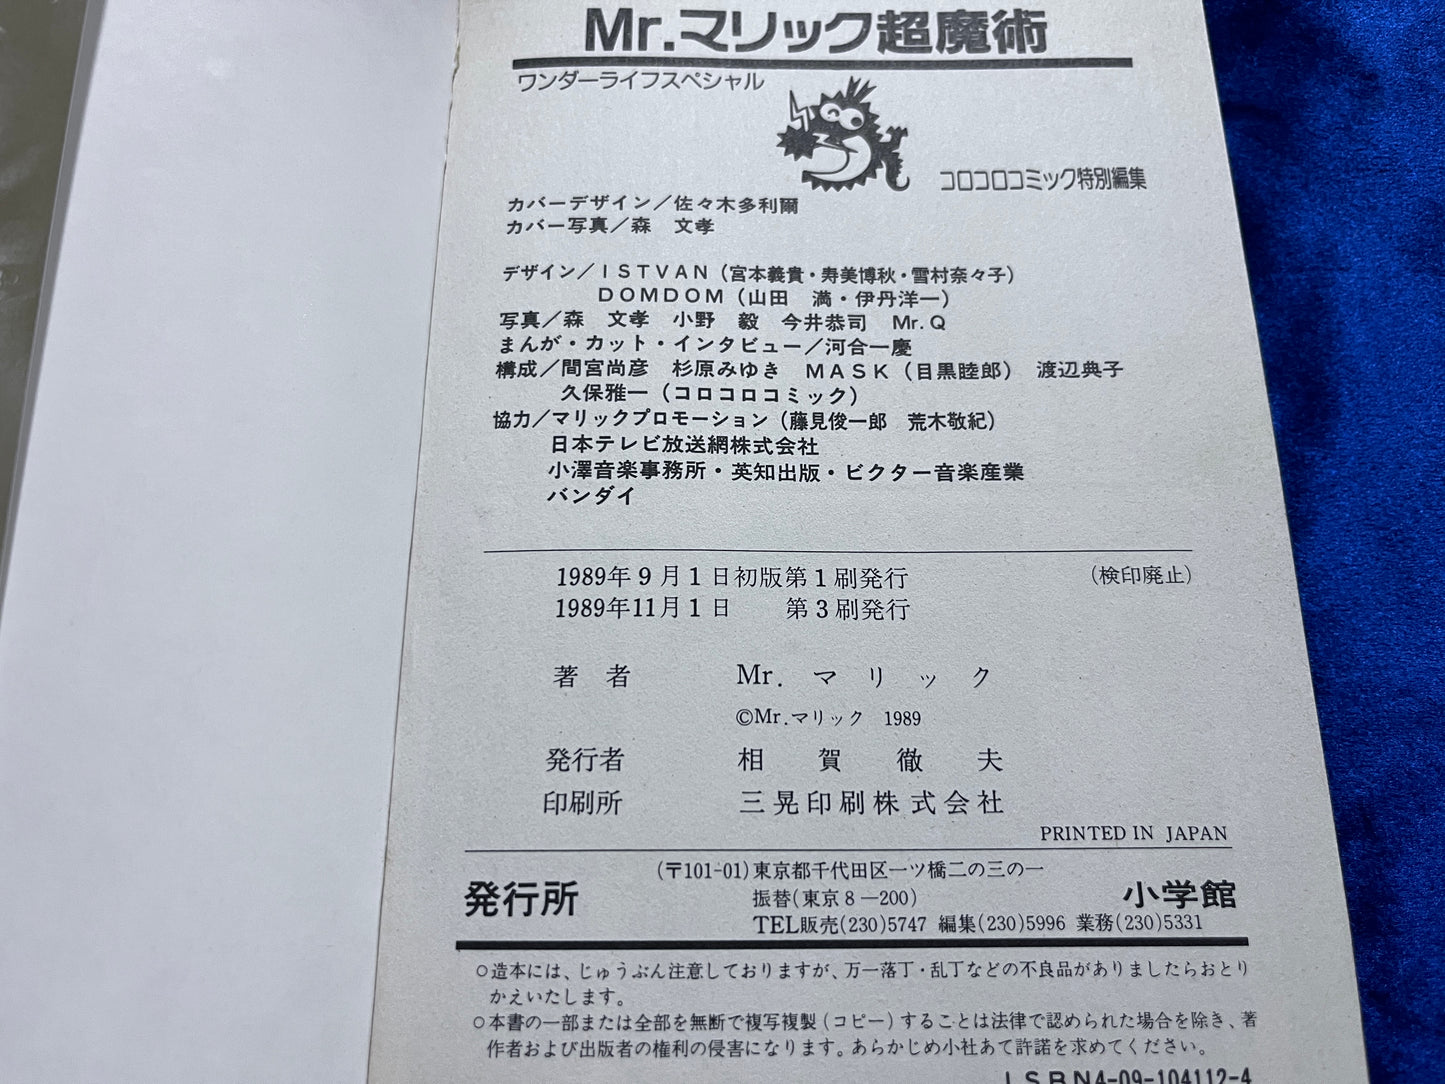 Mr.マリック超魔術
ワンダーライフスペシャル
コロコロコミック特別編集
カバーデザイン／佐々木多利爾
カバー写真／森　文孝
デザイン／ＩＳＴＶＡＮ（宮本義貴・寿美博秋・雪村奈々子）
ＤＯＭＤＯＭ（山田　満・伊丹洋一）
写真／森　文孝　小野　毅　今井恭司　Mr.Q
まんが・カット・インタビュー／河合一慶
構成／間宮尚彦　杉原みゆき　ＭＡＳＫ（目黒睦郎）　渡辺典子
久保雅一（コロコロコミック）
協力／マリックプロモーション（藤見俊一郎　荒木敬紀）
日本テレビ放送網株式会社
小澤音楽事務所・英知出版・ビクター音楽産業
バンダイ
1989年9月1日初版第1刷発行　（検印廃止）
1989年11月1日　第3刷発行
著者　Mr.マリック
©Mr.マリック　1989
発行者　相賀徹夫
印刷所　三晃印刷株式会社
PRINTED IN JAPAN
（〒101-01）東京都千代田区一ツ橋二の三の一
発行所　振替（東京8―200）　小学館
TEL販売（230）5747　編集（230）5996　業務（230）5331
○造本には、じゅうぶん注意しておりますが、万一落丁・乱丁などの不良品がありましたらおとり
かえいたします。
○本書の一部または全部を無断で複写複製（コピー）することは法律で認められた場合を除き、著
作者および出版者の権利の侵害になります。あらかじめ小社あて許諾を求めてください。
ISBN4-09-104112-4